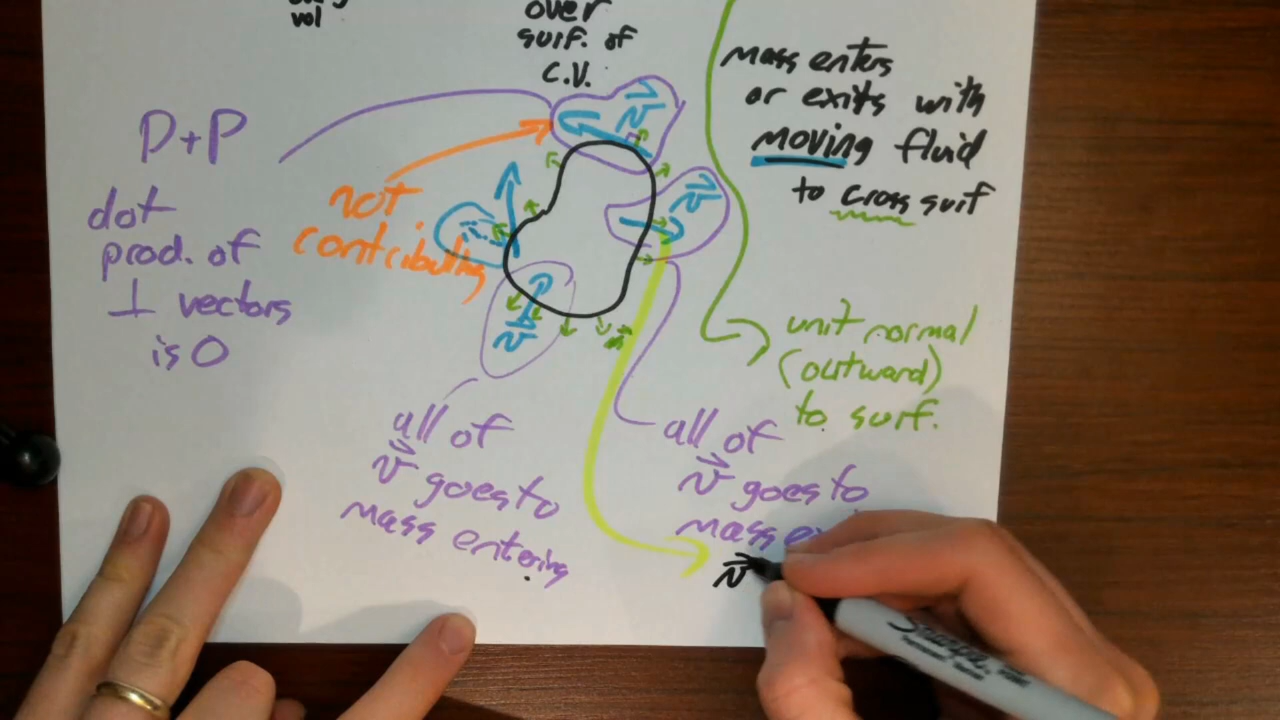 vol
over
surf. of
C.V.
mass enters
or exits with
moving fluid
to cross surf
P+P
dot
prod. of
⊥ vectors
is 0
not
contributing
v⃗
v⃗
v⃗
unit normal
(outward)
to surf.
all of
v⃗ goes to
mass entering
all of
v⃗ goes to
mass
v⃗
Sharpie